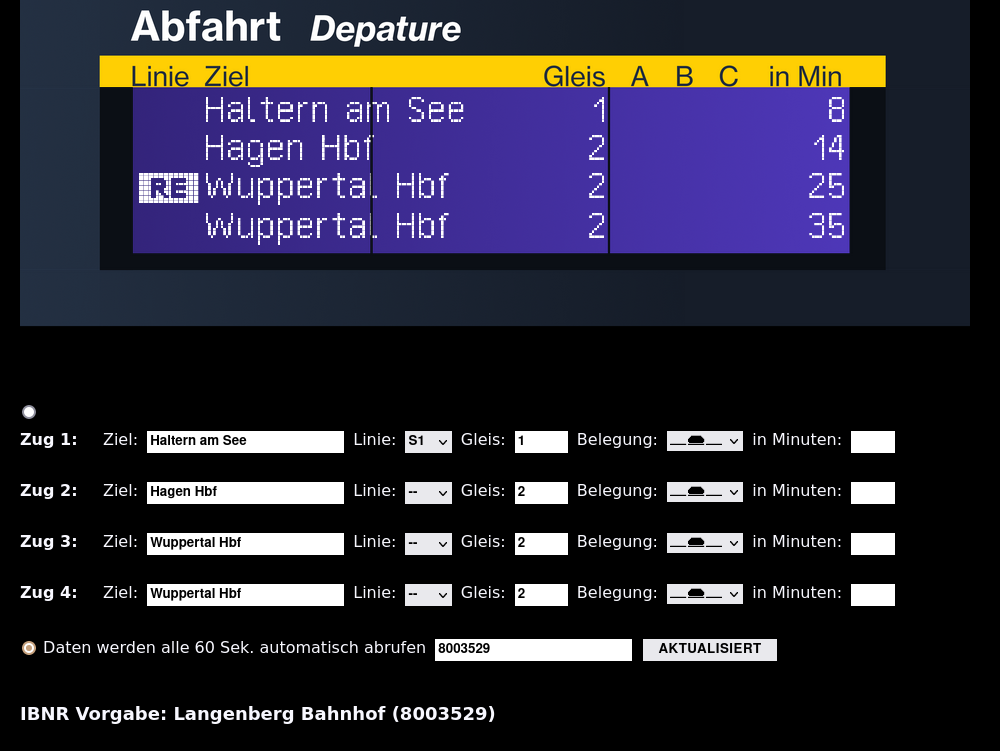 Abfahrt Depature
Linie Ziel Gleis A B C in Min
Haltern am See 1 8
Hagen Hbf 2 14
RE Wuppertal Hbf 2 25
Wuppertal Hbf 2 35
Zug 1: Ziel: Haltern am See Linie: S1 Gleis: 1 Belegung: in Minuten:
Zug 2: Ziel: Hagen Hbf Linie: -- Gleis: 2 Belegung: in Minuten:
Zug 3: Ziel: Wuppertal Hbf Linie: -- Gleis: 2 Belegung: in Minuten:
Zug 4: Ziel: Wuppertal Hbf Linie: -- Gleis: 2 Belegung: in Minuten:
Daten werden alle 60 Sek. automatisch abrufen 8003529 AKTUALISIERT
IBNR Vorgabe: Langenberg Bahnhof (8003529)